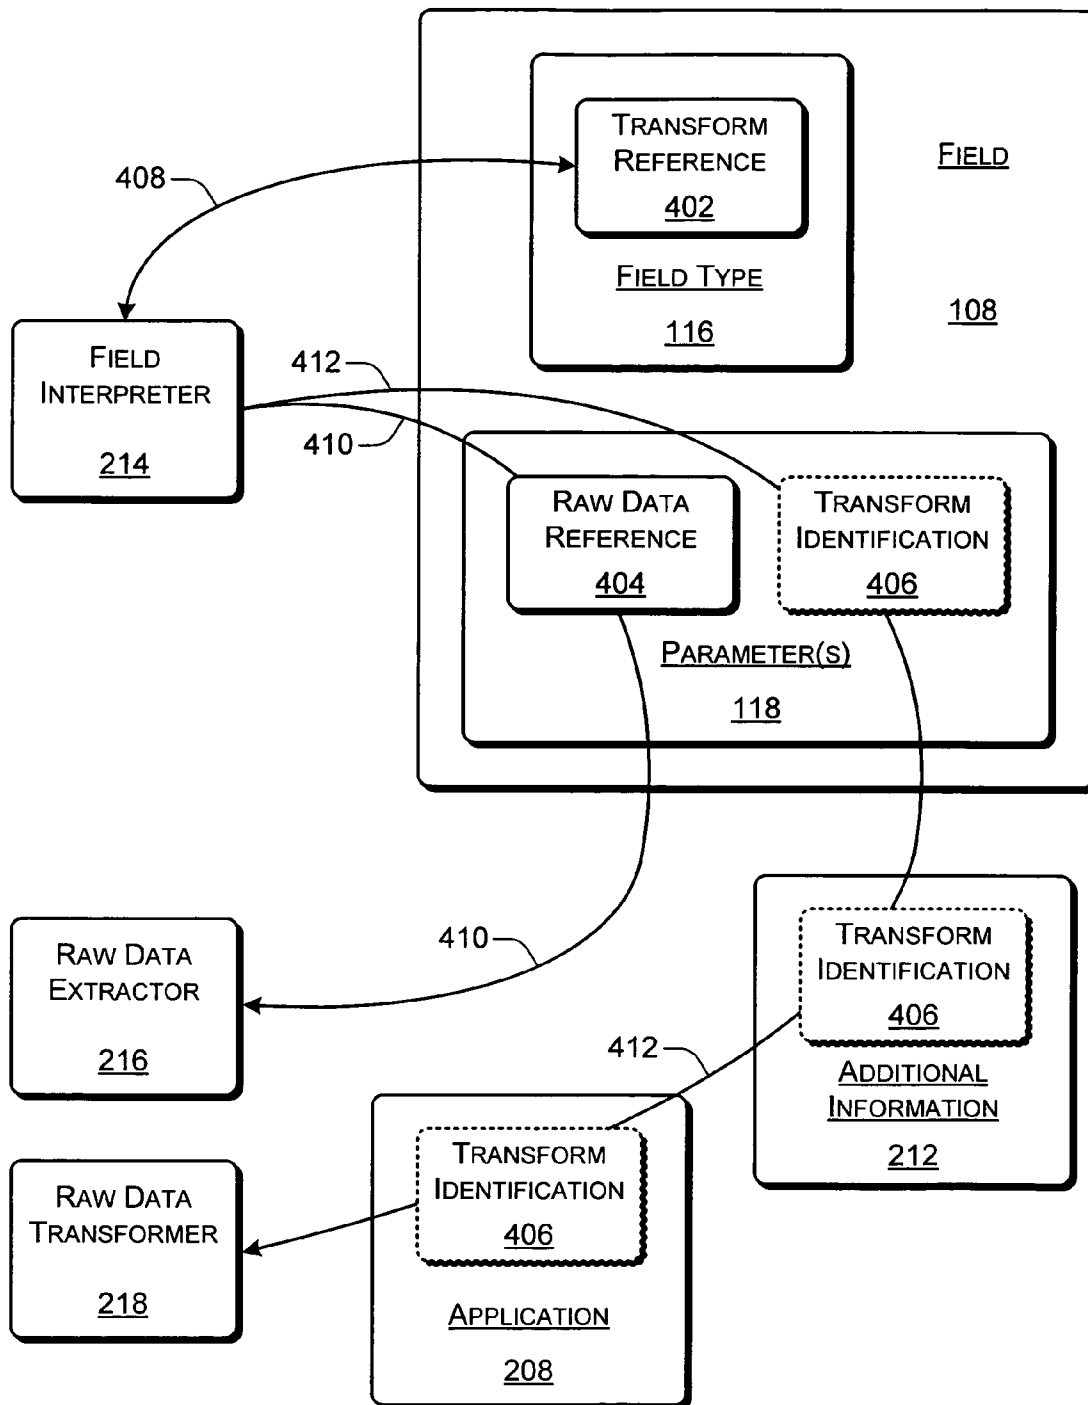 TRANSFORM
REFERENCE
402
FIELD
408
FIELD TYPE
116
108
FIELD
INTERPRETER
214
412
410
RAW DATA
REFERENCE
404
TRANSFORM
IDENTIFICATION
406
PARAMETER(S)
118
RAW DATA
EXTRACTOR
216
410
TRANSFORM
IDENTIFICATION
406
ADDITIONAL
INFORMATION
212
412
TRANSFORM
IDENTIFICATION
406
APPLICATION
208
RAW DATA
TRANSFORMER
218